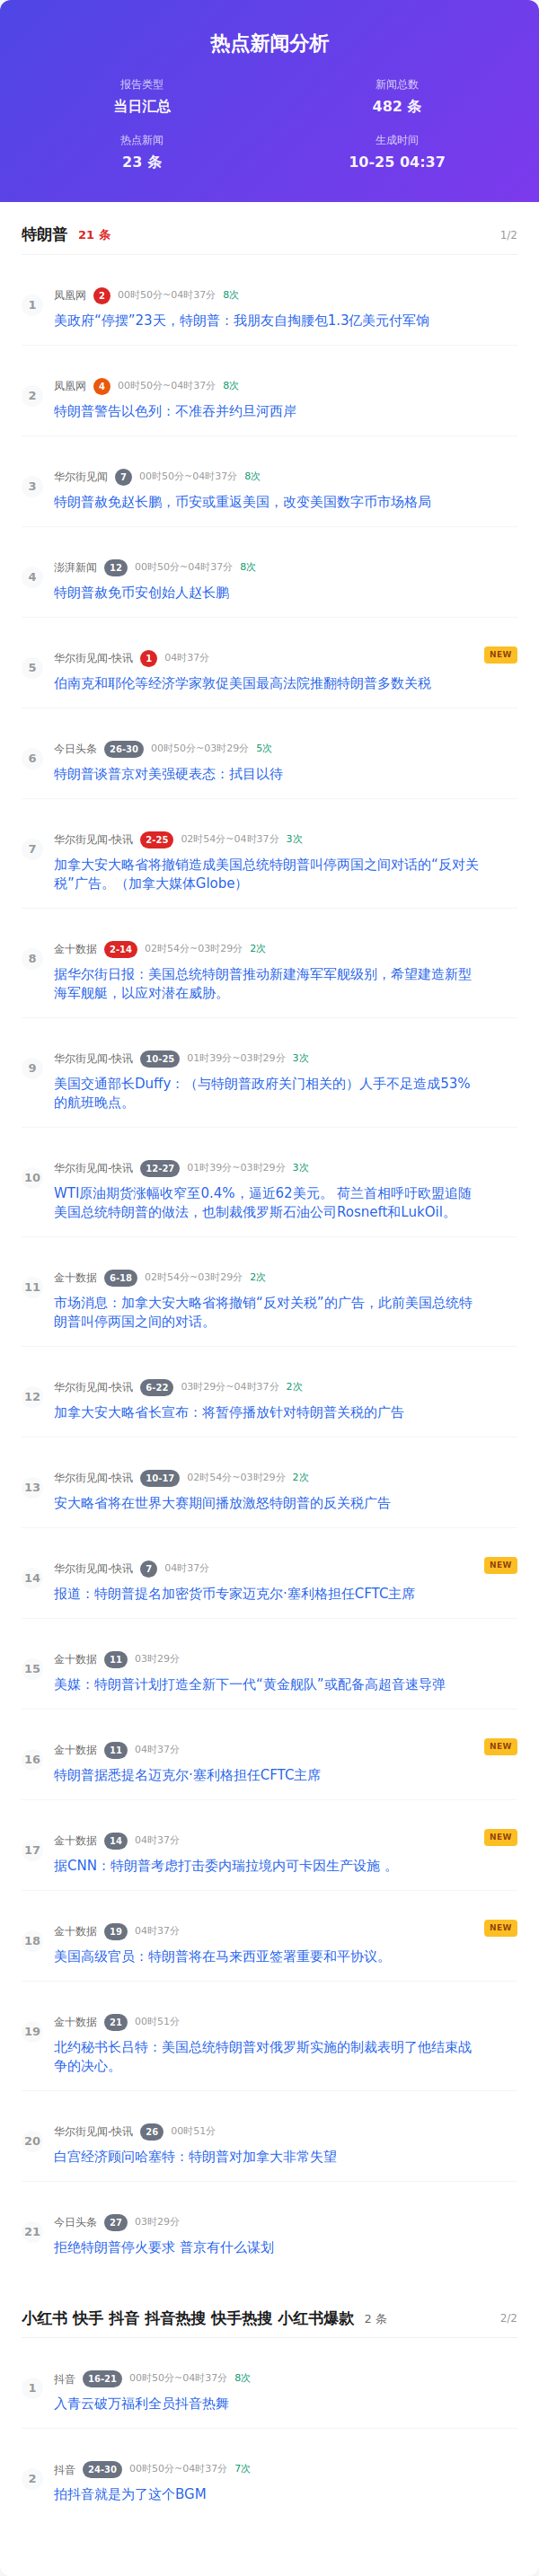 热点新闻分析
报告类型
当日汇总
新闻总数
482 条
热点新闻
23 条
生成时间
10-25 04:37
特朗普 21 条 1/2
1 凤凰网 2 00时50分~04时37分 8次
美政府“停摆”23天，特朗普：我朋友自掏腰包1.3亿美元付军饷
2 凤凰网 4 00时50分~04时37分 8次
特朗普警告以色列：不准吞并约旦河西岸
3 华尔街见闻 7 00时50分~04时37分 8次
特朗普赦免赵长鹏，币安或重返美国，改变美国数字币市场格局
4 澎湃新闻 12 00时50分~04时37分 8次
特朗普赦免币安创始人赵长鹏
5 华尔街见闻-快讯 1 04时37分 NEW
伯南克和耶伦等经济学家敦促美国最高法院推翻特朗普多数关税
6 今日头条 26-30 00时50分~03时29分 5次
特朗普谈普京对美强硬表态：拭目以待
7 华尔街见闻-快讯 2-25 02时54分~04时37分 3次
加拿大安大略省将撤销造成美国总统特朗普叫停两国之间对话的“反对关
税”广告。（加拿大媒体Globe）
8 金十数据 2-14 02时54分~03时29分 2次
据华尔街日报：美国总统特朗普推动新建海军军舰级别，希望建造新型
海军舰艇，以应对潜在威胁。
9 华尔街见闻-快讯 10-25 01时39分~03时29分 3次
美国交通部长Duffy：（与特朗普政府关门相关的）人手不足造成53%
的航班晚点。
10 华尔街见闻-快讯 12-27 01时39分~03时29分 3次
WTI原油期货涨幅收窄至0.4%，逼近62美元。 荷兰首相呼吁欧盟追随
美国总统特朗普的做法，也制裁俄罗斯石油公司Rosneft和LukOil。
11 金十数据 6-18 02时54分~03时29分 2次
市场消息：加拿大安大略省将撤销“反对关税”的广告，此前美国总统特
朗普叫停两国之间的对话。
12 华尔街见闻-快讯 6-22 03时29分~04时37分 2次
加拿大安大略省长宣布：将暂停播放针对特朗普关税的广告
13 华尔街见闻-快讯 10-17 02时54分~03时29分 2次
安大略省将在世界大赛期间播放激怒特朗普的反关税广告
14 华尔街见闻-快讯 7 04时37分 NEW
报道：特朗普提名加密货币专家迈克尔·塞利格担任CFTC主席
15 金十数据 11 03时29分
美媒：特朗普计划打造全新下一代“黄金舰队”或配备高超音速导弹
16 金十数据 11 04时37分 NEW
特朗普据悉提名迈克尔·塞利格担任CFTC主席
17 金十数据 14 04时37分 NEW
据CNN：特朗普考虑打击委内瑞拉境内可卡因生产设施 。
18 金十数据 19 04时37分 NEW
美国高级官员：特朗普将在马来西亚签署重要和平协议。
19 金十数据 21 00时51分
北约秘书长吕特：美国总统特朗普对俄罗斯实施的制裁表明了他结束战
争的决心。
20 华尔街见闻-快讯 26 00时51分
白宫经济顾问哈塞特：特朗普对加拿大非常失望
21 今日头条 27 03时29分
拒绝特朗普停火要求 普京有什么谋划
小红书 快手 抖音 抖音热搜 快手热搜 小红书爆款 2 条 2/2
1 抖音 16-21 00时50分~04时37分 8次
入青云破万福利全员抖音热舞
2 抖音 24-30 00时50分~04时37分 7次
拍抖音就是为了这个BGM